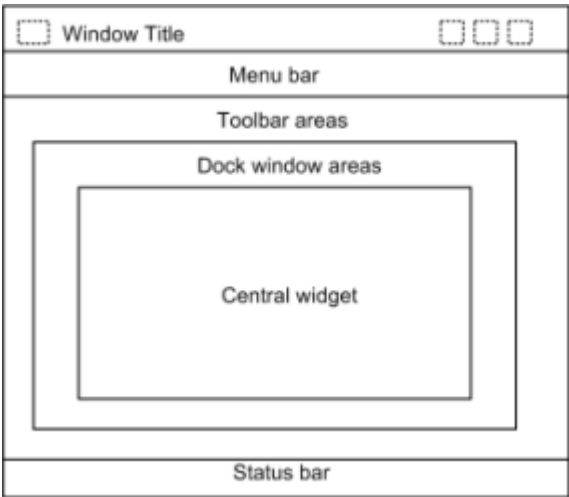 Window Title
Menu bar
Toolbar areas
Dock window areas
Central widget
Status bar